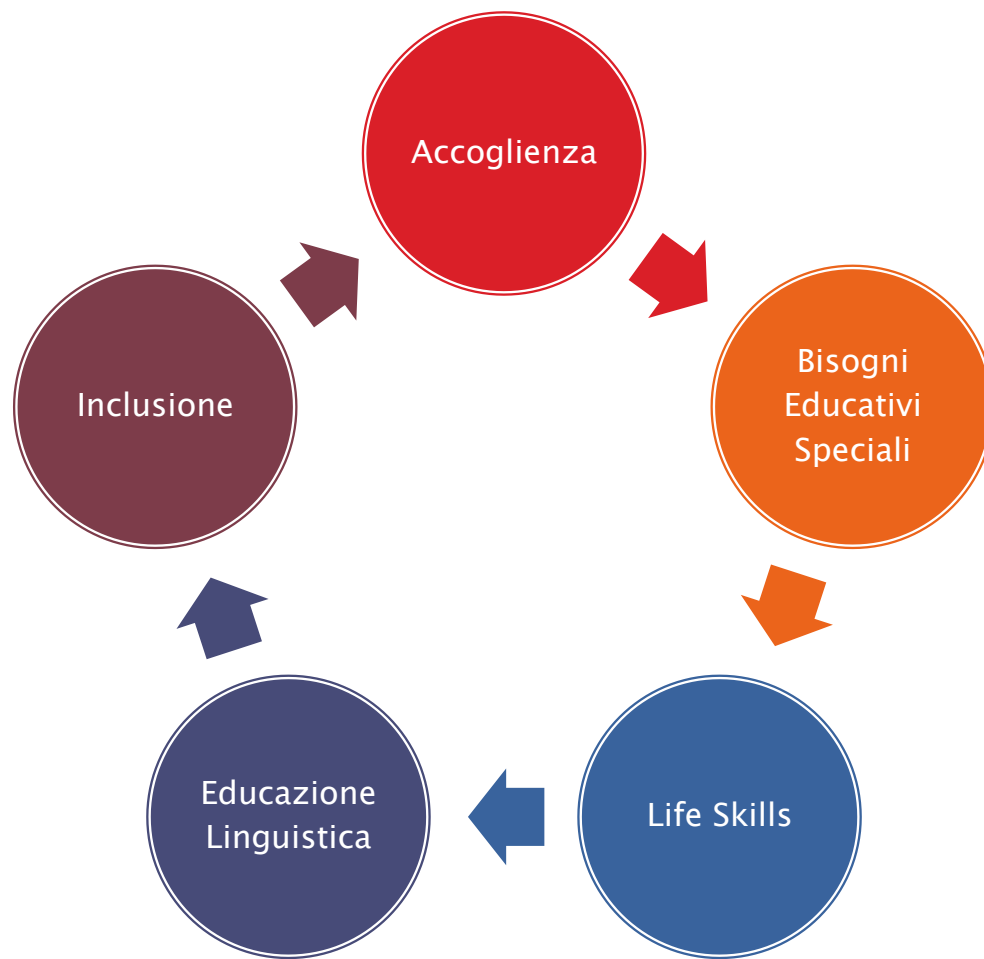 Accoglienza
Bisogni
Educativi
Speciali
Life Skills
Educazione
Linguistica
Inclusione